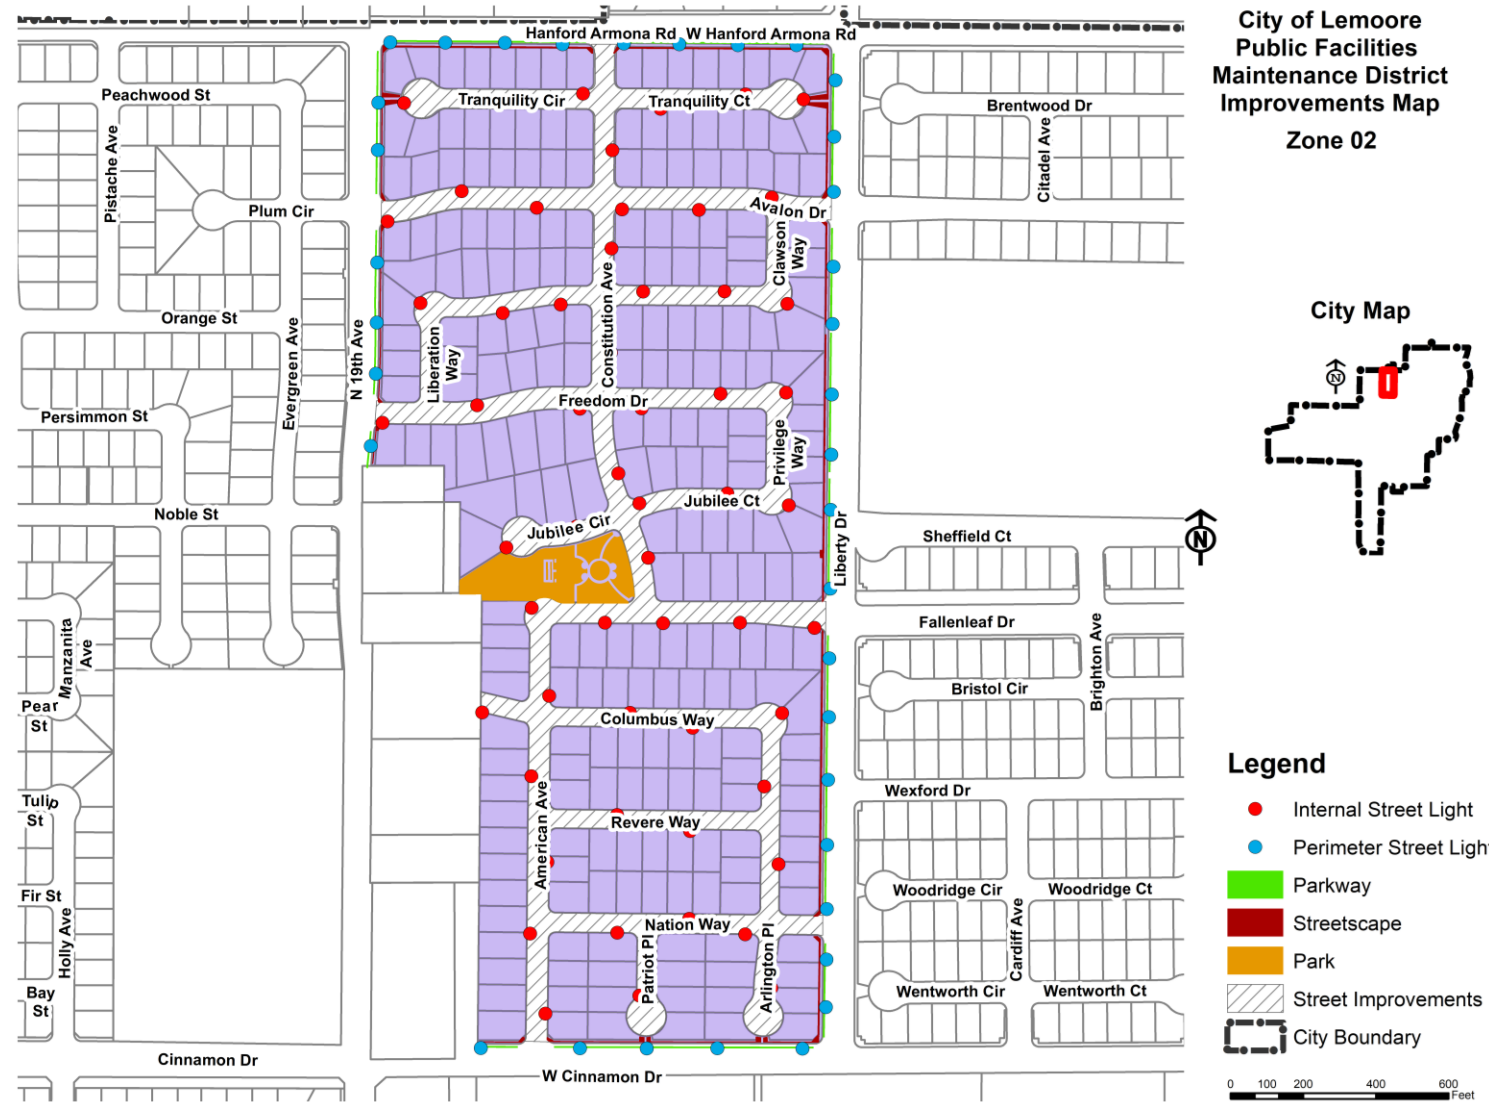 Hanford Armona Rd
W Hanford Armona Rd
City of Lemoore
Public Facilities
Maintenance District
Improvements Map
Zone 02
Peachwood St
Tranquility Cir
Tranquility Ct
Brentwood Dr
Pistache Ave
Citadel Ave
Plum Cir
Avalon Dr
Clawson
Way
Orange St
Evergreen Ave
N 19th Ave
Constitution Ave
Liberation
Way
City Map
N
Persimmon St
Freedom Dr
Privilege
Way
Noble St
Jubilee Ct
Jubilee Cir
Liberty Dr
Sheffield Ct
N
Manzanita
Ave
Fallenleaf Dr
Brighton Ave
Pear
St
Bristol Cir
Columbus Way
Legend
Tulip
St
American Ave
Revere Way
Wexford Dr
Internal Street Light
Perimeter Street Ligh
Parkway
Streetscape
Park
Street Improvements
City Boundary
Fir St
Woodridge Cir
Woodridge Ct
Holly Ave
Nation Way
Patriot Pl
Arlington Pl
Cardiff Ave
Bay
St
Wentworth Cir
Wentworth Ct
Cinnamon Dr
W Cinnamon Dr
0 100 200 400 600
Feet